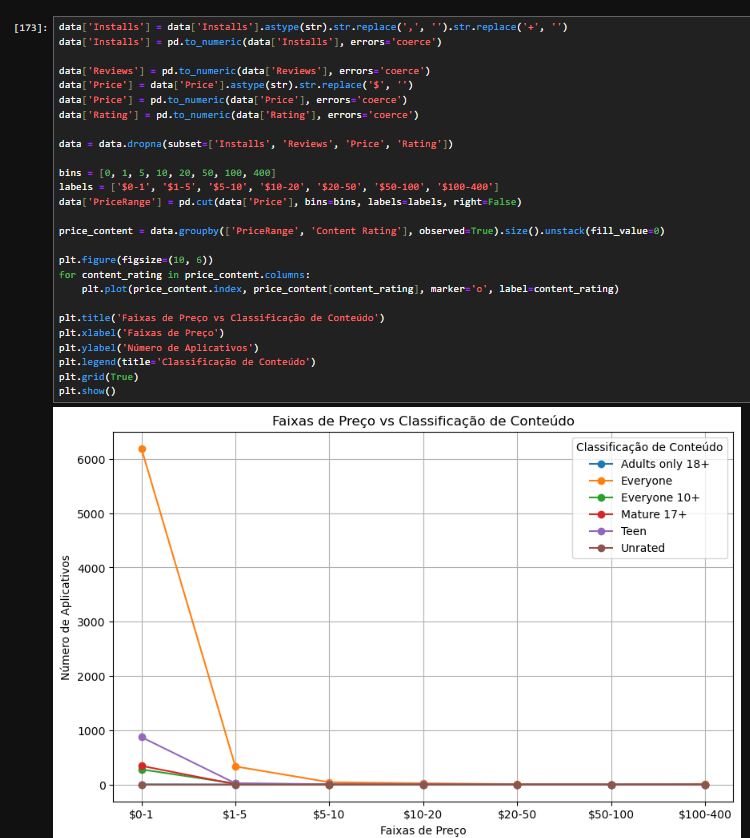 [173]: data['Installs'] = data['Installs'].astype(str).str.replace(',', '').str.replace('+', '')
data['Installs'] = pd.to_numeric(data['Installs'], errors='coerce')
data['Reviews'] = pd.to_numeric(data['Reviews'], errors='coerce')
data['Price'] = data['Price'].astype(str).str.replace('$', '')
data['Price'] = pd.to_numeric(data['Price'], errors='coerce')
data['Rating'] = pd.to_numeric(data['Rating'], errors='coerce')
data = data.dropna(subset=['Installs', 'Reviews', 'Price', 'Rating'])
bins = [0, 1, 5, 10, 20, 50, 100, 400]
labels = ['$0-1', '$1-5', '$5-10', '$10-20', '$20-50', '$50-100', '$100-400']
data['PriceRange'] = pd.cut(data['Price'], bins=bins, labels=labels, right=False)
price_content = data.groupby(['PriceRange', 'Content Rating'], observed=True).size().unstack(fill_value=0)
plt.figure(figsize=(10, 6))
for content_rating in price_content.columns:
    plt.plot(price_content.index, price_content[content_rating], marker='o', label=content_rating)
plt.title('Faixas de Preço vs Classificação de Conteúdo')
plt.xlabel('Faixas de Preço')
plt.ylabel('Número de Aplicativos')
plt.legend(title='Classificação de Conteúdo')
plt.grid(True)
plt.show()
Faixas de Preço vs Classificação de Conteúdo
Classificação de Conteúdo
Adults only 18+
Everyone
Everyone 10+
Mature 17+
Teen
Unrated
Número de Aplicativos
6000
5000
4000
3000
2000
1000
0
$0-1 $1-5 $5-10 $10-20 $20-50 $50-100 $100-400
Faixas de Preço